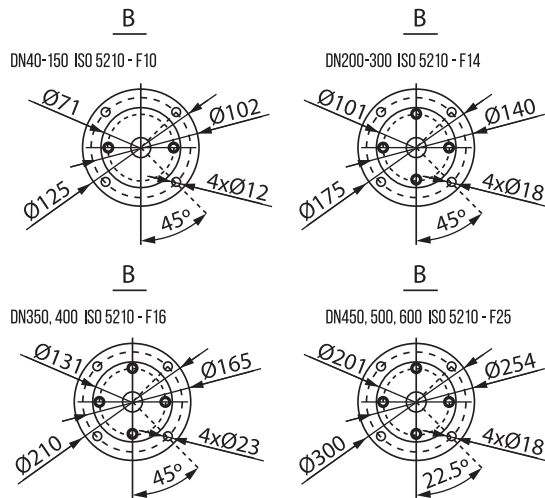 B
DN40-150 ISO 5210 - F10
Ø71
Ø102
Ø125
4xØ12
45°
B
DN200-300 ISO 5210 - F14
Ø101
Ø140
Ø175
4xØ18
45°
B
DN350, 400 ISO 5210 - F16
Ø131
Ø165
Ø210
4xØ23
45°
B
DN450, 500, 600 ISO 5210 - F25
Ø201
Ø254
Ø300
4xØ18
22.5°